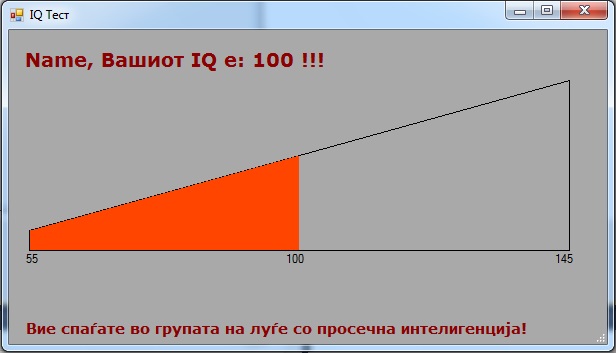 IQ Тест
Name, Вашиот IQ е: 100 !!!
55 100 145
Вие спаѓате во групата на луѓе со просечна интелигенција!